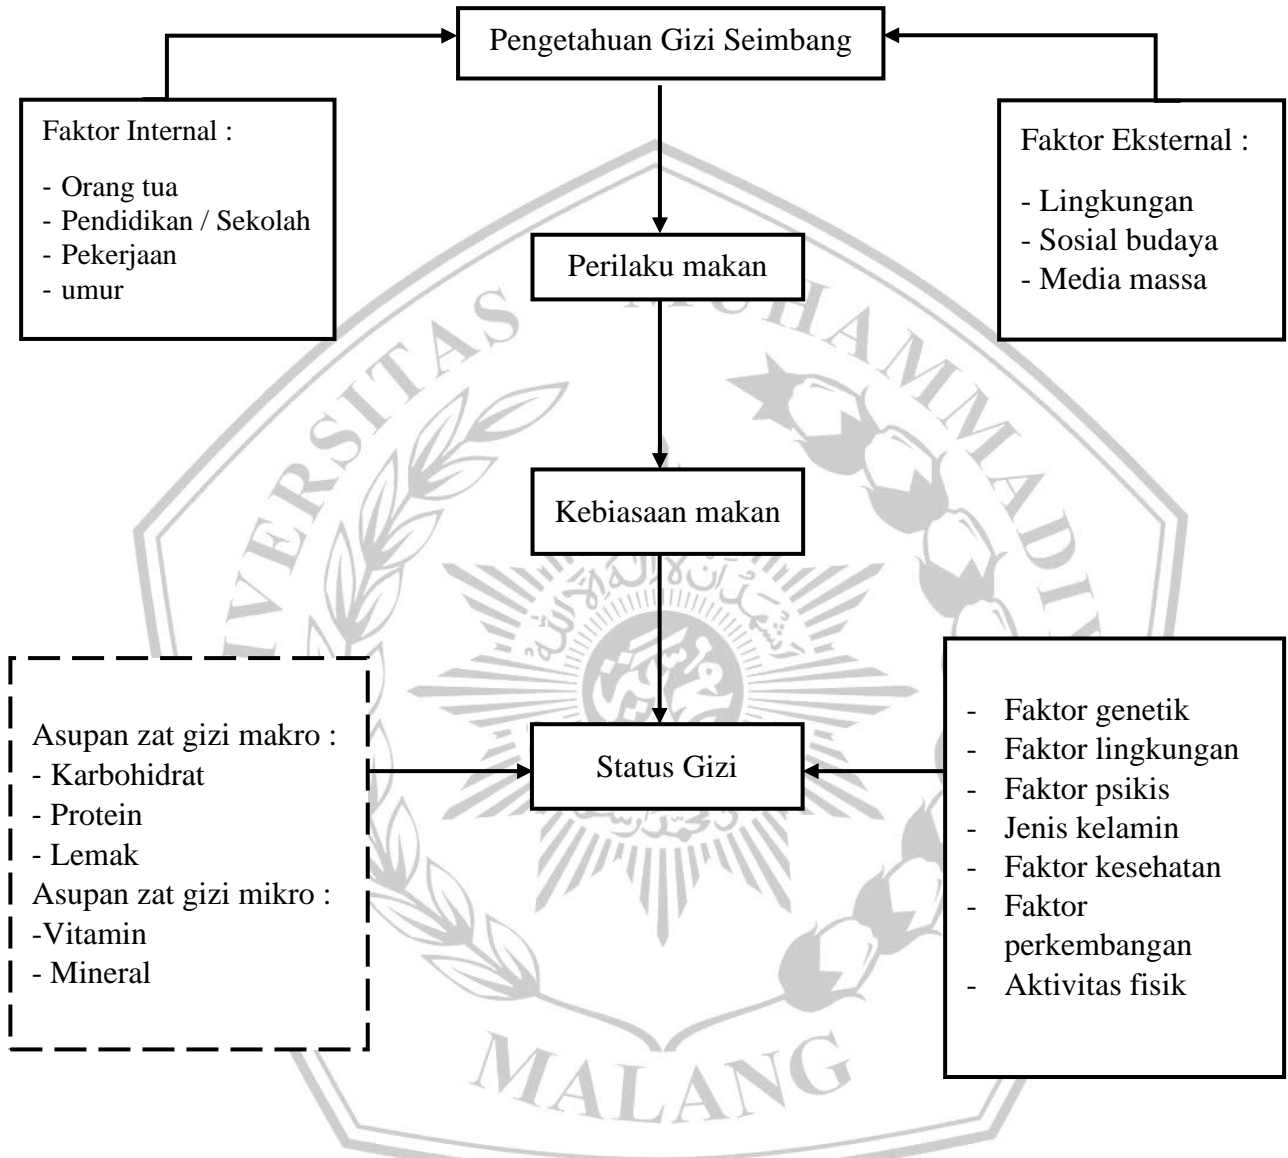 Pengetahuan Gizi Seimbang
Faktor Internal :
- Orang tua
- Pendidikan / Sekolah
- Pekerjaan
- umur
Faktor Eksternal :
- Lingkungan
- Sosial budaya
- Media massa
Perilaku makan
Kebiasaan makan
Asupan zat gizi makro :
- Karbohidrat
- Protein
- Lemak
Asupan zat gizi mikro :
-Vitamin
- Mineral
Status Gizi
- Faktor genetik
- Faktor lingkungan
- Faktor psikis
- Jenis kelamin
- Faktor kesehatan
- Faktor
perkembangan
- Aktivitas fisik
MUHAMMADI
MALANG